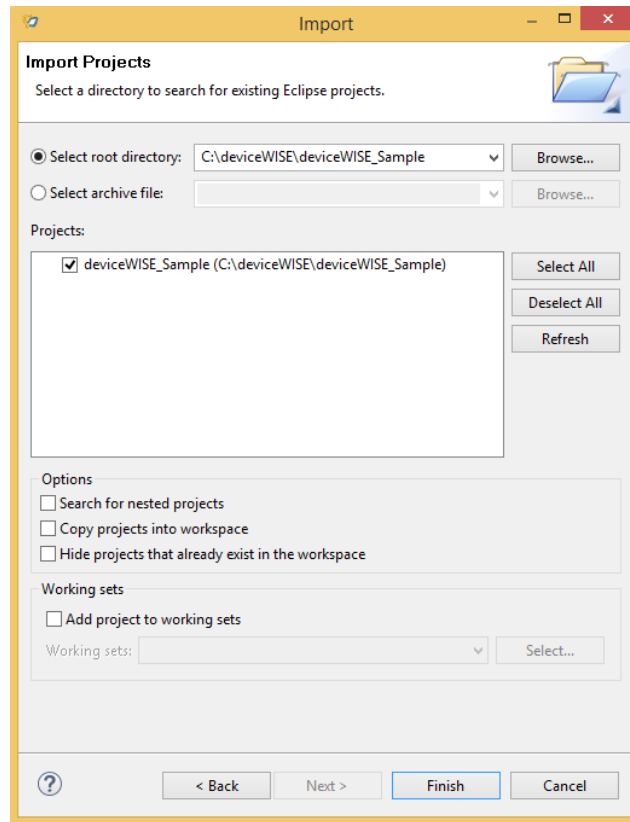 Import
Import Projects
Select a directory to search for existing Eclipse projects.
Select root directory: C:\deviceWISE\deviceWISE_Sample Browse...
Select archive file: Browse...
Projects:
deviceWISE_Sample (C:\deviceWISE\deviceWISE_Sample)
Select All
Deselect All
Refresh
Options
Search for nested projects
Copy projects into workspace
Hide projects that already exist in the workspace
Working sets
Add project to working sets
Working sets: Select...
? < Back Next > Finish Cancel